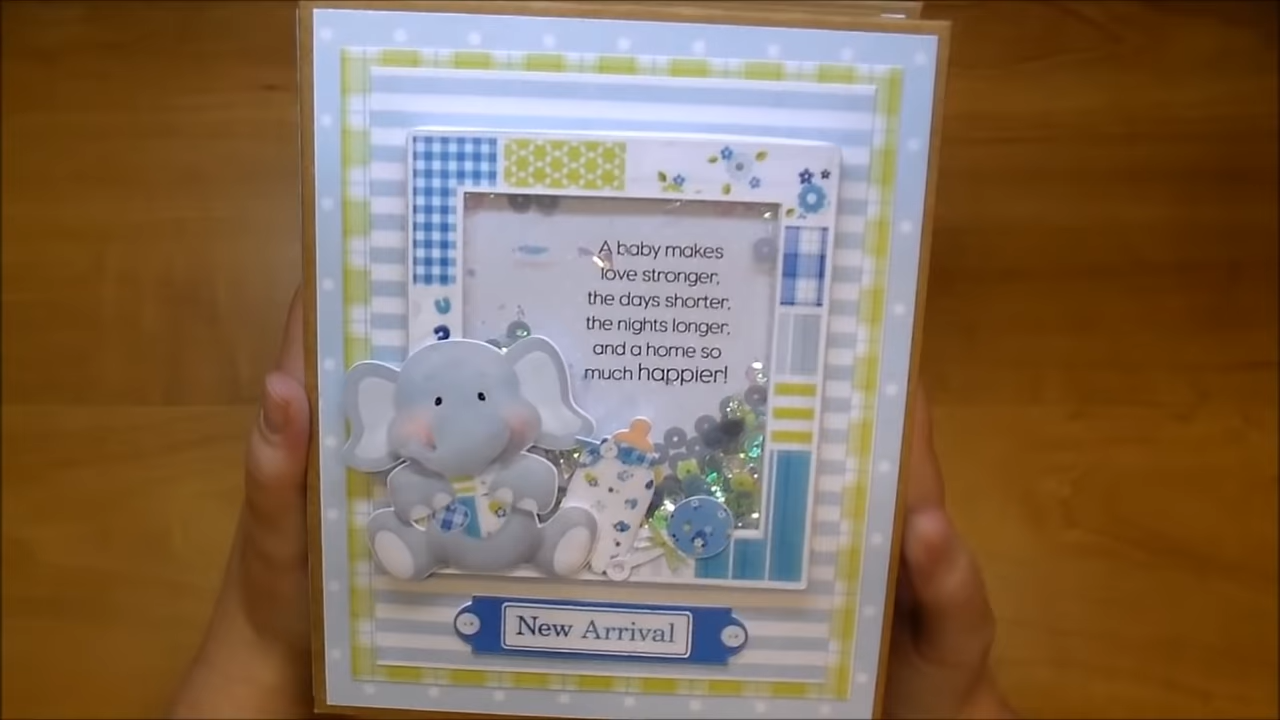 A baby makes
love stronger,
the days shorter,
the nights longer,
and a home so
much happier!
New Arrival